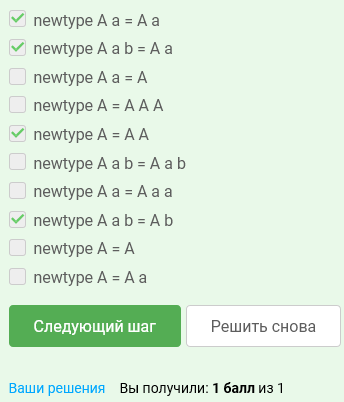 newtype A a = A a
newtype A a b = A a
newtype A a = A
newtype A = A A A
newtype A = A A
newtype A a b = A a b
newtype A a = A a a
newtype A a b = A b
newtype A = A
newtype A = A a
Следующий шаг Решить снова
Ваши решения Вы получили: 1 балл из 1